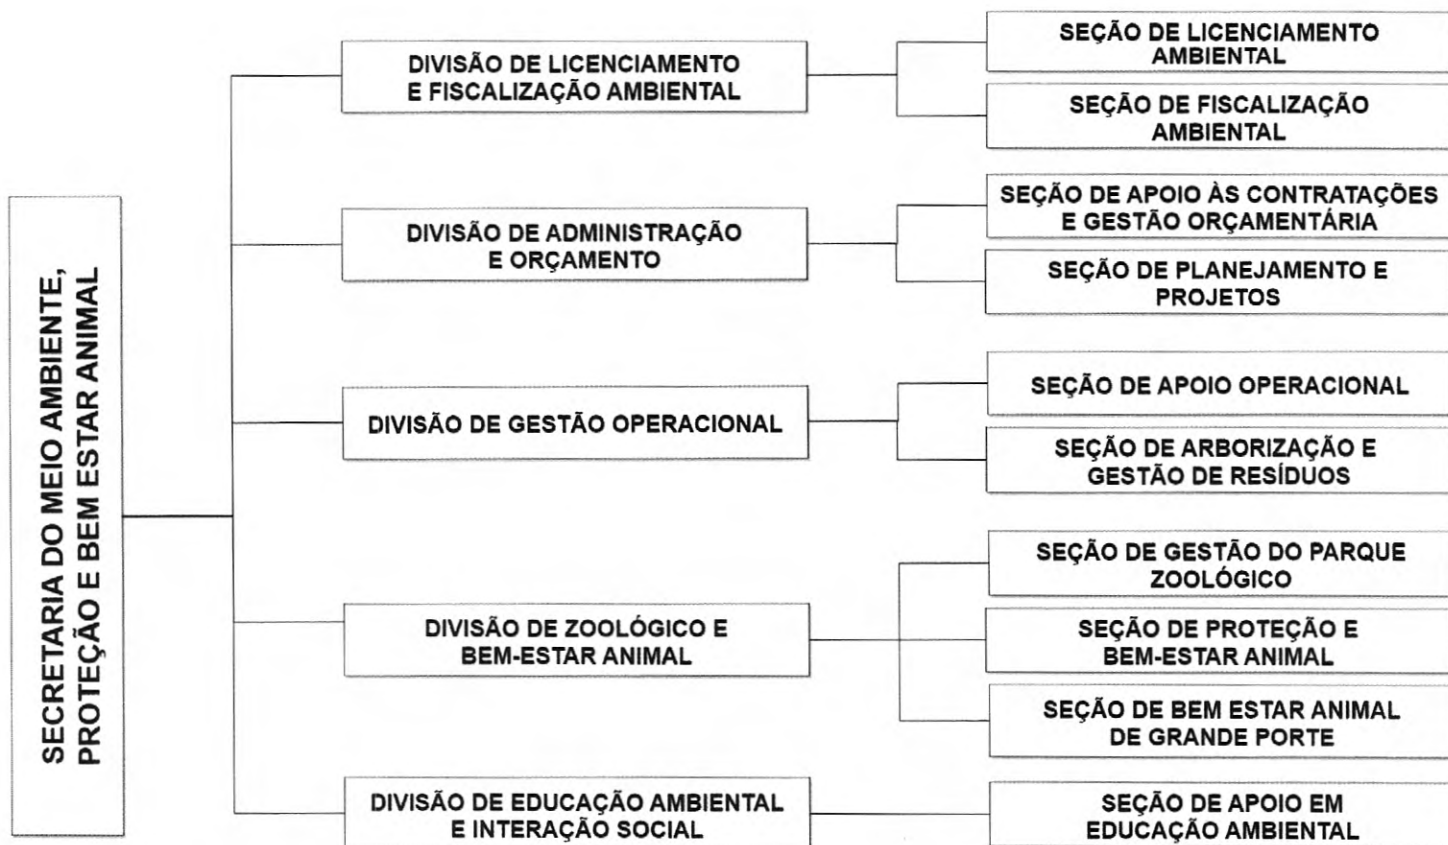 SECRETARIA DO MEIO AMBIENTE,
PROTEÇÃO E BEM ESTAR ANIMAL
DIVISÃO DE LICENCIAMENTO
E FISCALIZAÇÃO AMBIENTAL
SEÇÃO DE LICENCIAMENTO
AMBIENTAL
SEÇÃO DE FISCALIZAÇÃO
AMBIENTAL
DIVISÃO DE ADMINISTRAÇÃO
E ORÇAMENTO
SEÇÃO DE APOIO ÀS CONTRATAÇÕES
E GESTÃO ORÇAMENTÁRIA
SEÇÃO DE PLANEJAMENTO E
PROJETOS
DIVISÃO DE GESTÃO OPERACIONAL
SEÇÃO DE APOIO OPERACIONAL
SEÇÃO DE ARBORIZAÇÃO E
GESTÃO DE RESÍDUOS
DIVISÃO DE ZOOLÓGICO E
BEM-ESTAR ANIMAL
SEÇÃO DE GESTÃO DO PARQUE
ZOOLÓGICO
SEÇÃO DE PROTEÇÃO E
BEM-ESTAR ANIMAL
SEÇÃO DE BEM ESTAR ANIMAL
DE GRANDE PORTE
DIVISÃO DE EDUCAÇÃO AMBIENTAL
E INTERAÇÃO SOCIAL
SEÇÃO DE APOIO EM
EDUCAÇÃO AMBIENTAL